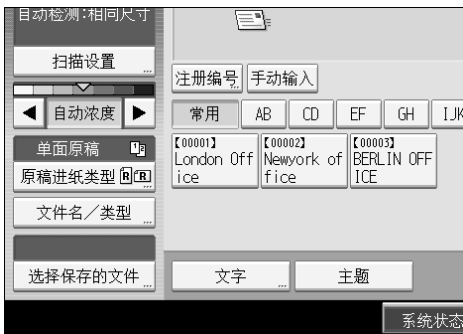 自动检测:相同尺寸
扫描设置
自动浓度
单面原稿
原稿进纸类型
文件名／类型
选择保存的文件
注册编号
手动输入
常用 AB CD EF GH IJK
【00001】
London Off
ice
【00002】
Newyork of
fice
【00003】
BERLIN OFF
ICE
文字
主题
系统状态